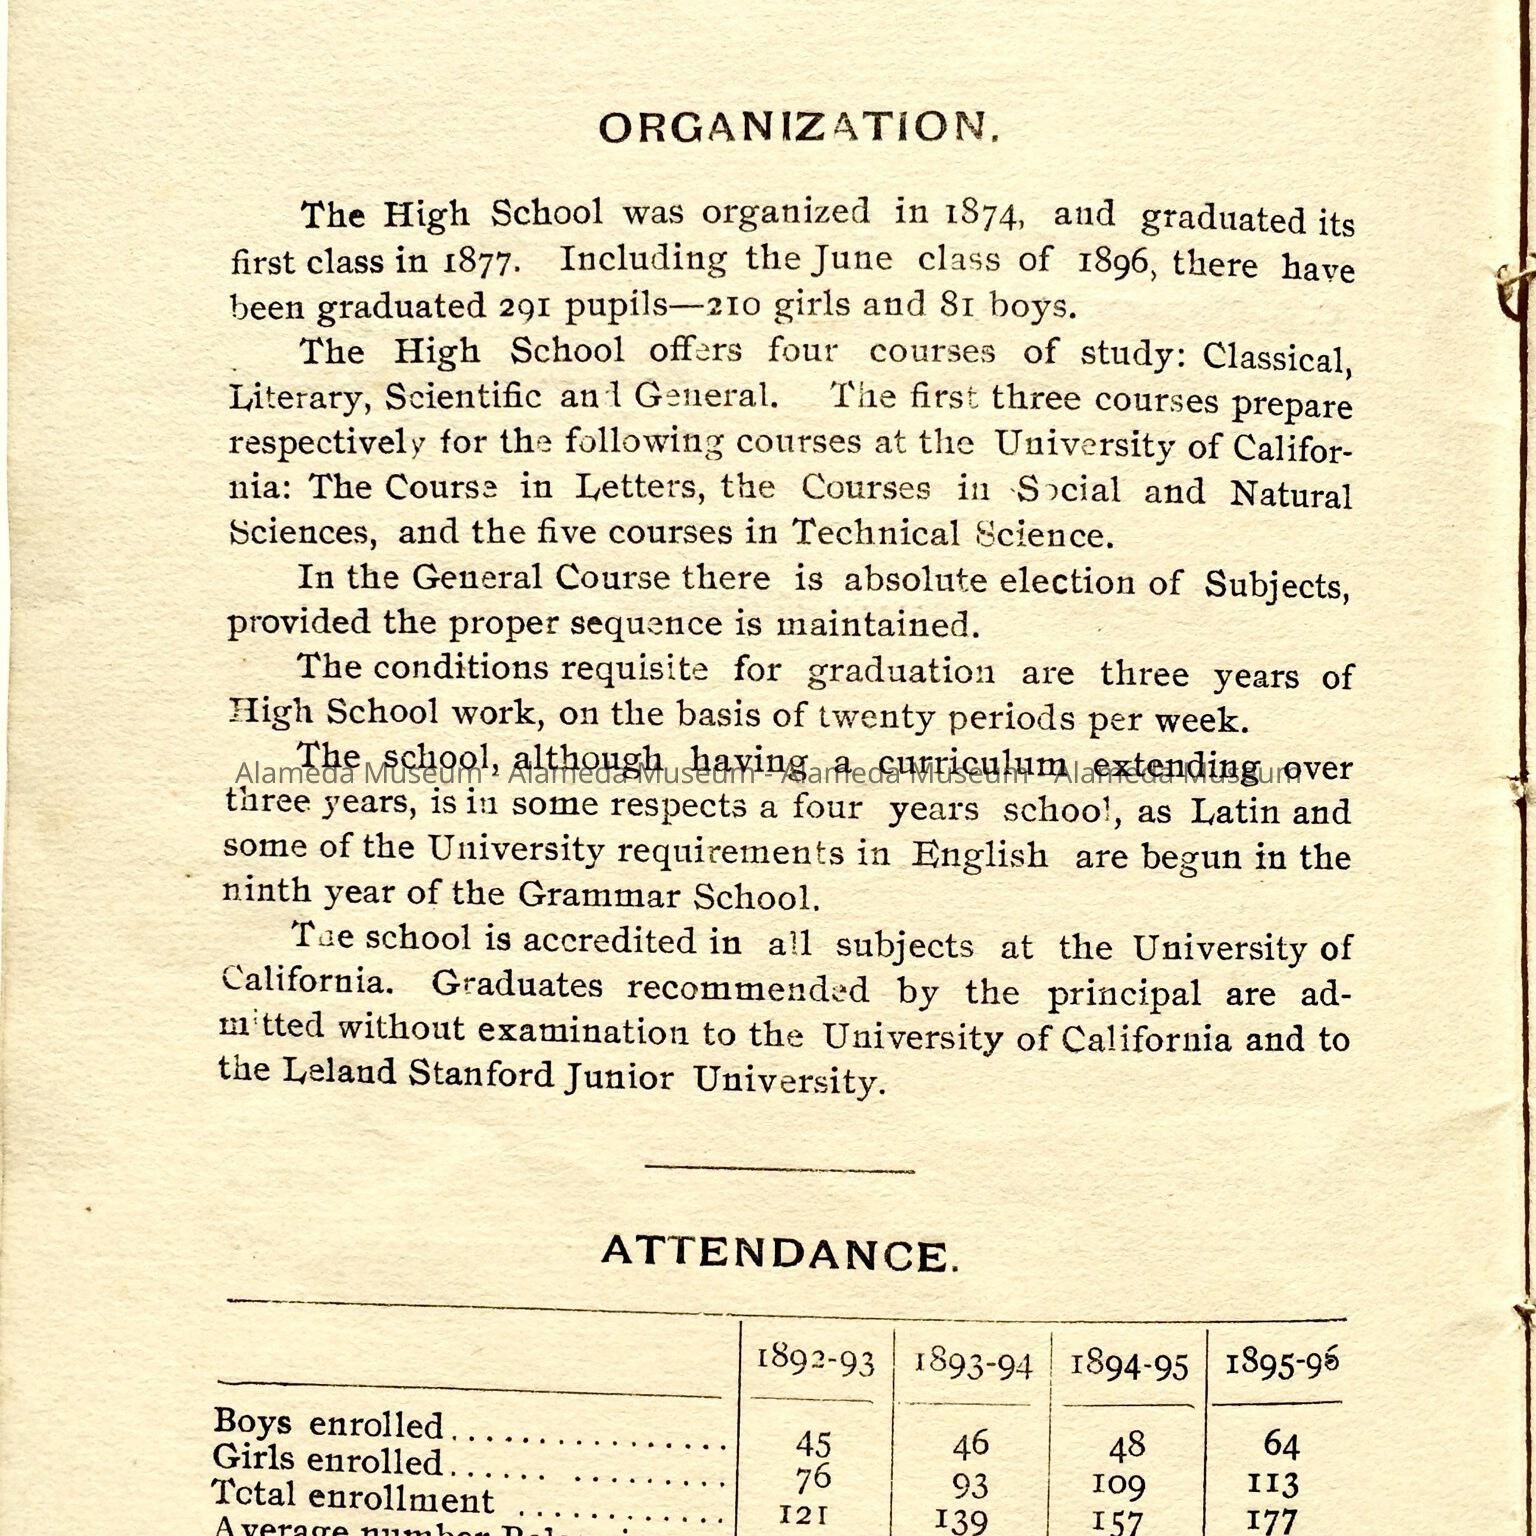 ORGANIZATION.
The High School was organized in 1874, and graduated its
first class in 1877. Including the June class of 1896, there have
been graduated 291 pupils—210 girls and 81 boys.
The High School offers four courses of study: Classical,
Literary, Scientific and General. The first three courses prepare
respectively for the following courses at the University of Califor-
nia: The Course in Letters, the Courses in Social and Natural
Sciences, and the five courses in Technical Science.
In the General Course there is absolute election of Subjects,
provided the proper sequence is maintained.
The conditions requisite for graduation are three years of
High School work, on the basis of twenty periods per week.
The school, although having a curriculum extending over
Alameda Museum - Alameda Museum - Alameda Museum - Alameda Museum
three years, is in some respects a four years school, as Latin and
some of the University requirements in English are begun in the
ninth year of the Grammar School.
The school is accredited in all subjects at the University of
California. Graduates recommended by the principal are ad-
mitted without examination to the University of California and to
the Leland Stanford Junior University.
ATTENDANCE.
1892-93 1893-94 1894-95 1895-96
Boys enrolled................ 45 46 48 64
Girls enrolled...... ......... 76 93 109 113
Total enrollment ............ 121 139 157 177
Average number